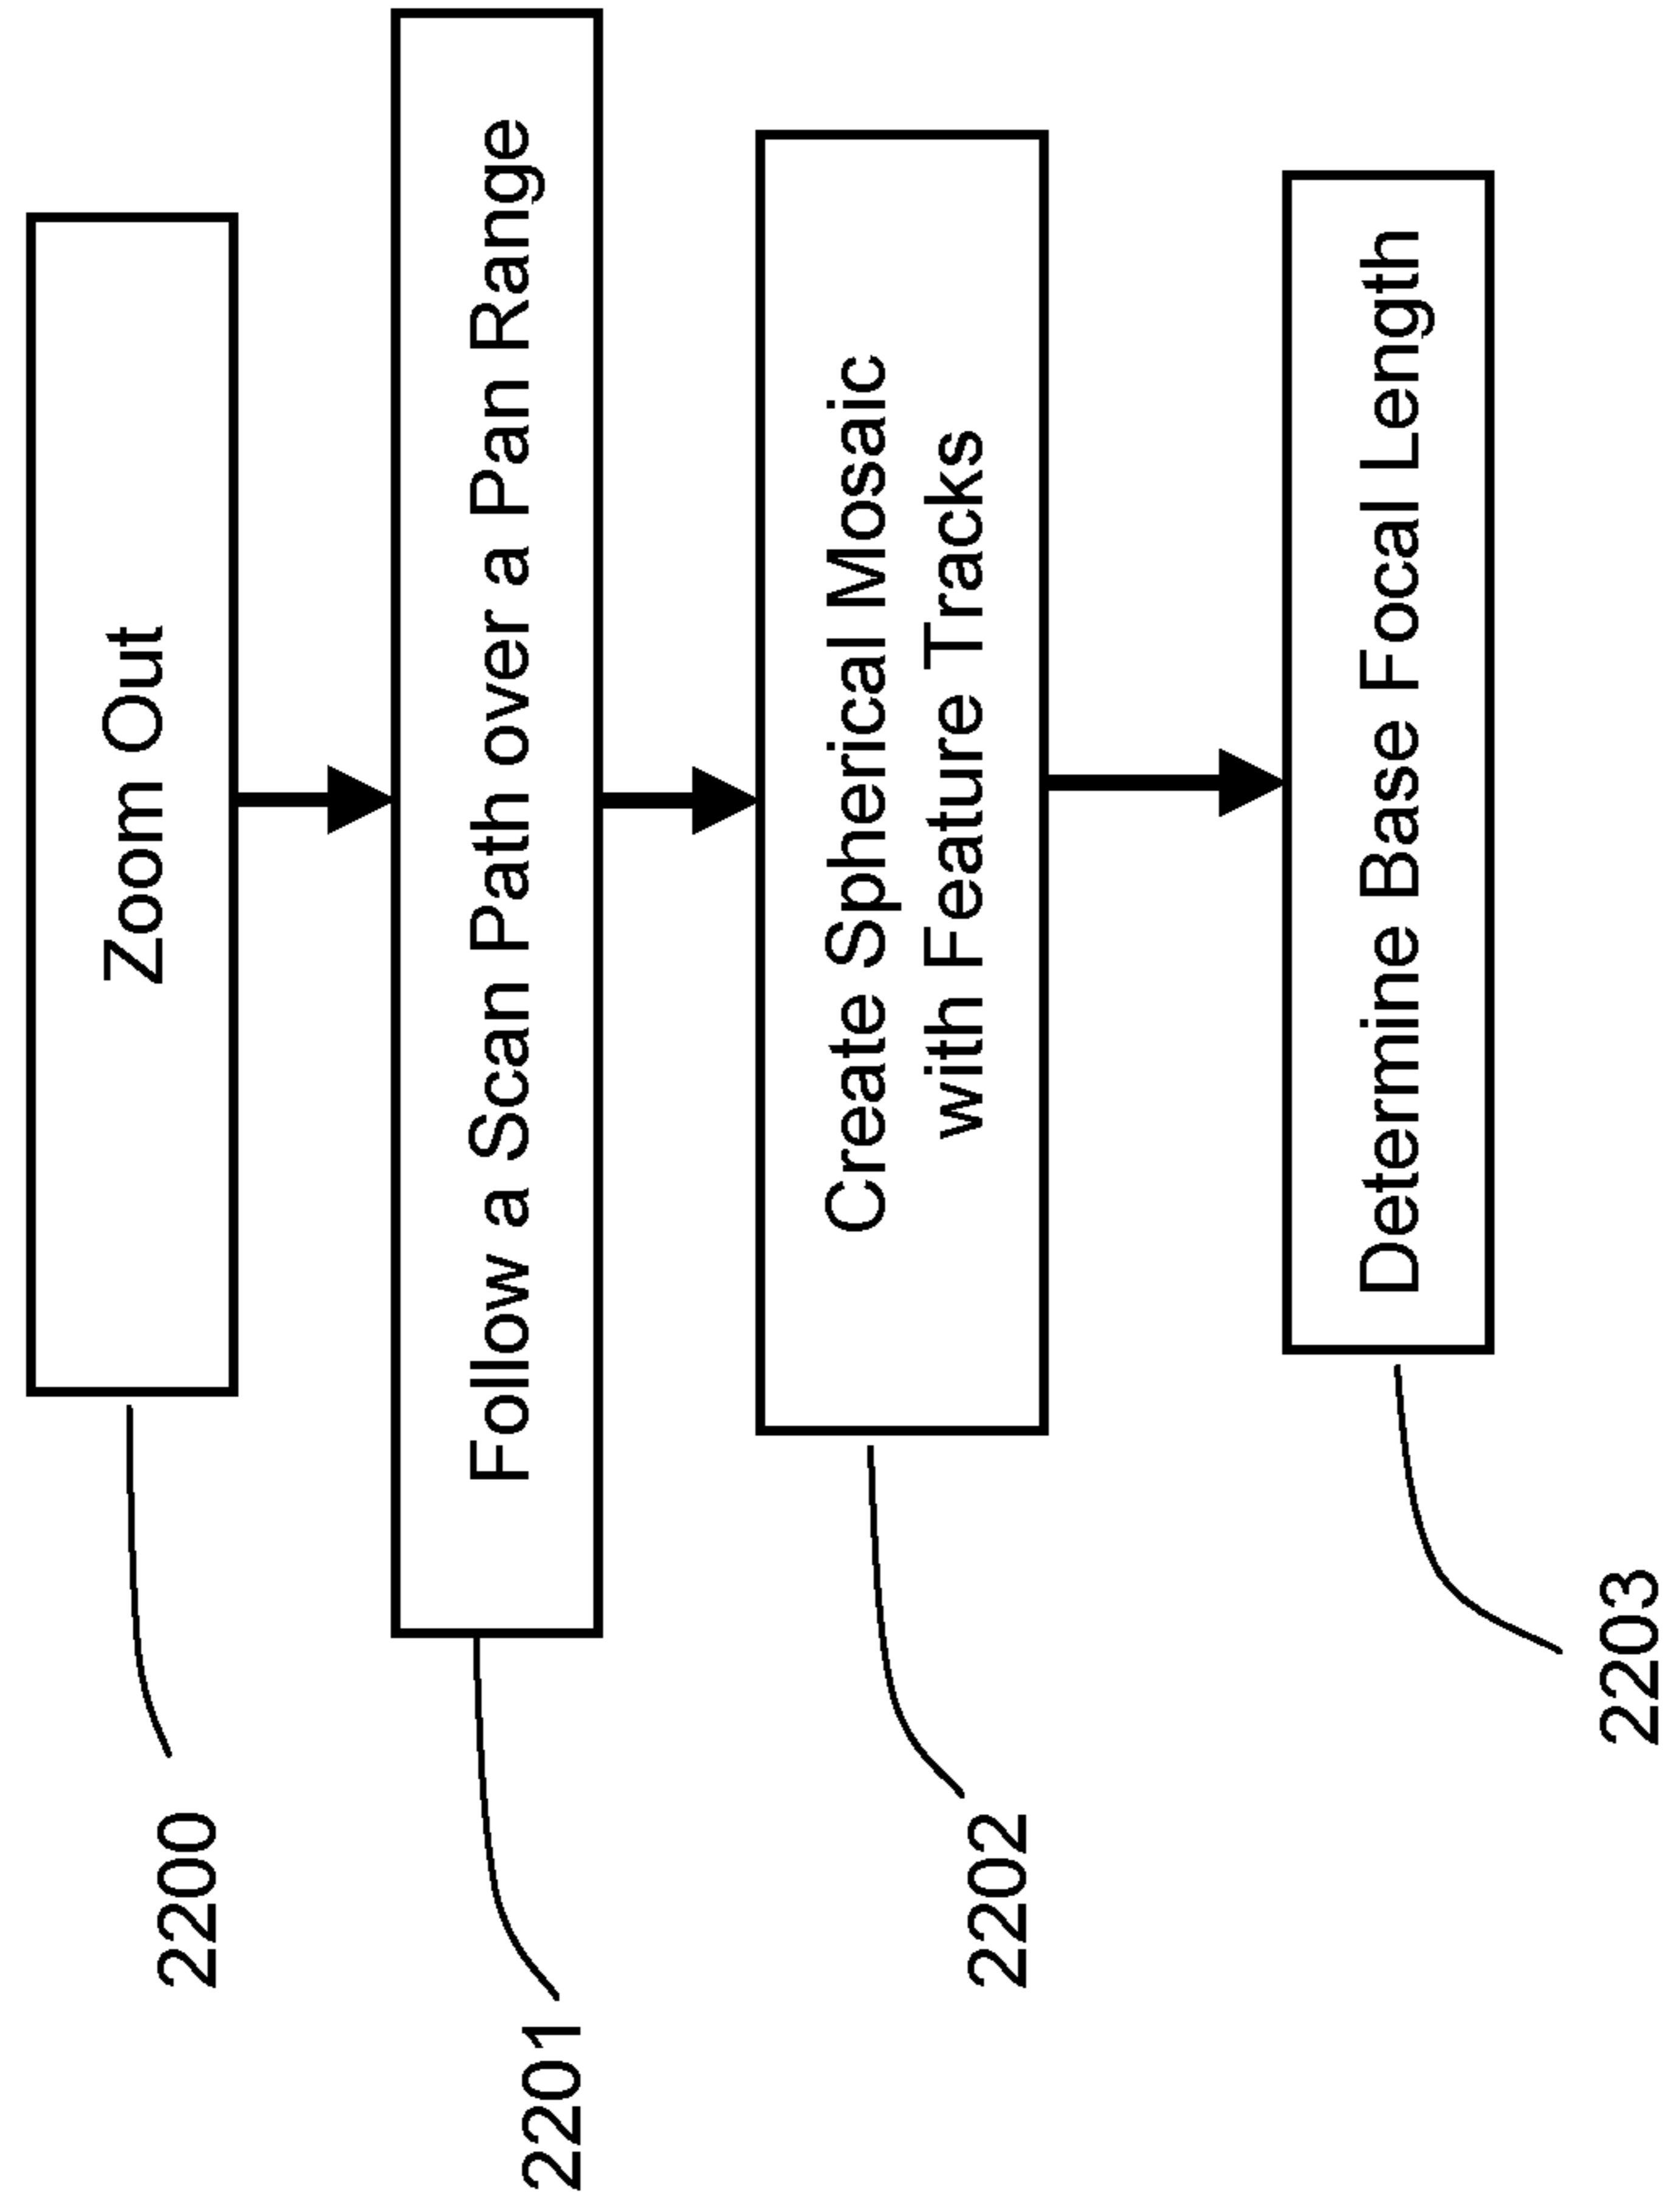 2200
Zoom Out
2201
Follow a Scan Path over a Pan Range
2202
Create Spherical Mosaic
with Feature Tracks
2203
Determine Base Focal Length